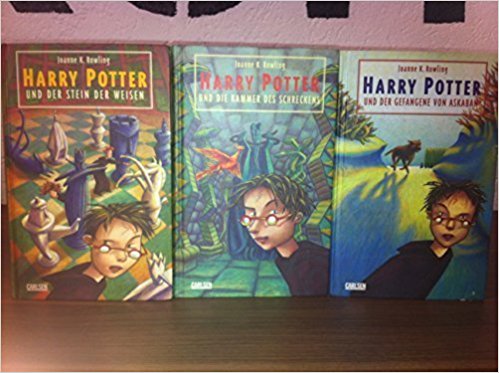 Joanne K. Rowling
HARRY POTTER
UND DER STEIN DER WEISEN
CARLSEN
Joanne K. Rowling
HARRY POTTER
UND DIE KAMMER DES SCHRECKENS
CARLSEN
Joanne K. Rowling
HARRY POTTER
UND DER GEFANGENE VON ASKABAN
CARLSEN